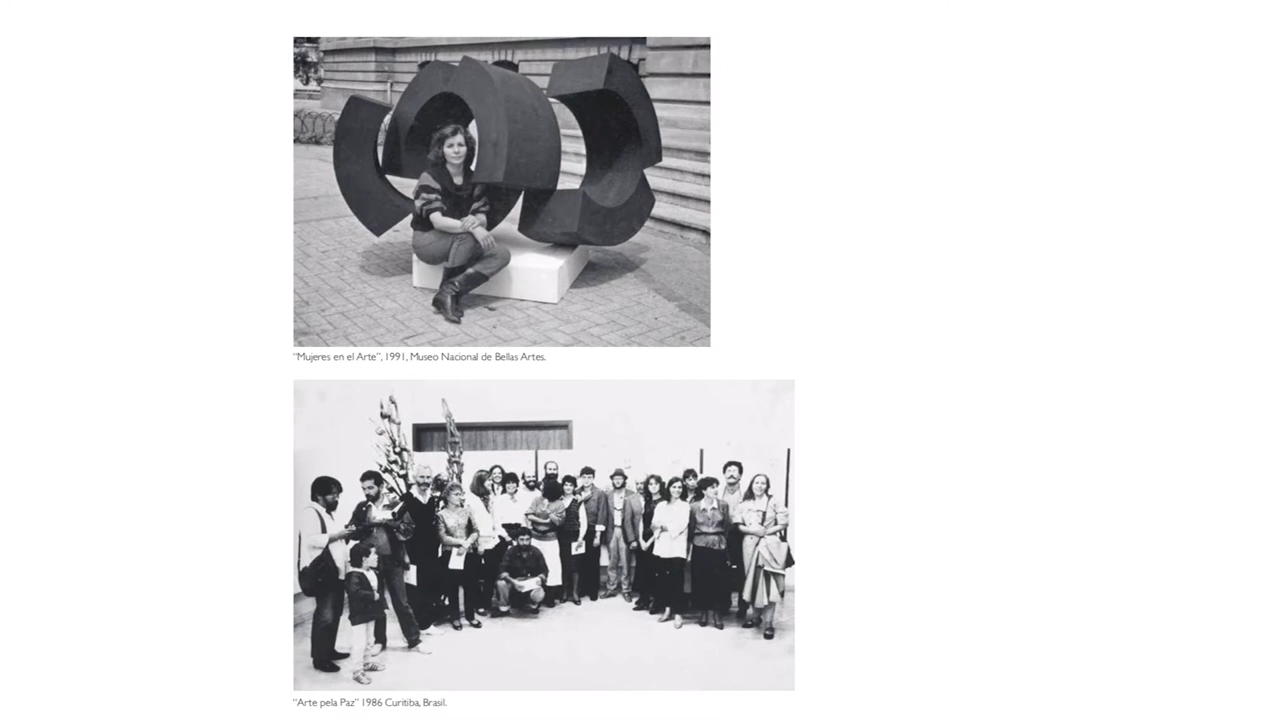 “Mujeres en el Arte”, 1991, Museo Nacional de Bellas Artes.
“Arte pela Paz” 1986 Curitiba, Brasil.